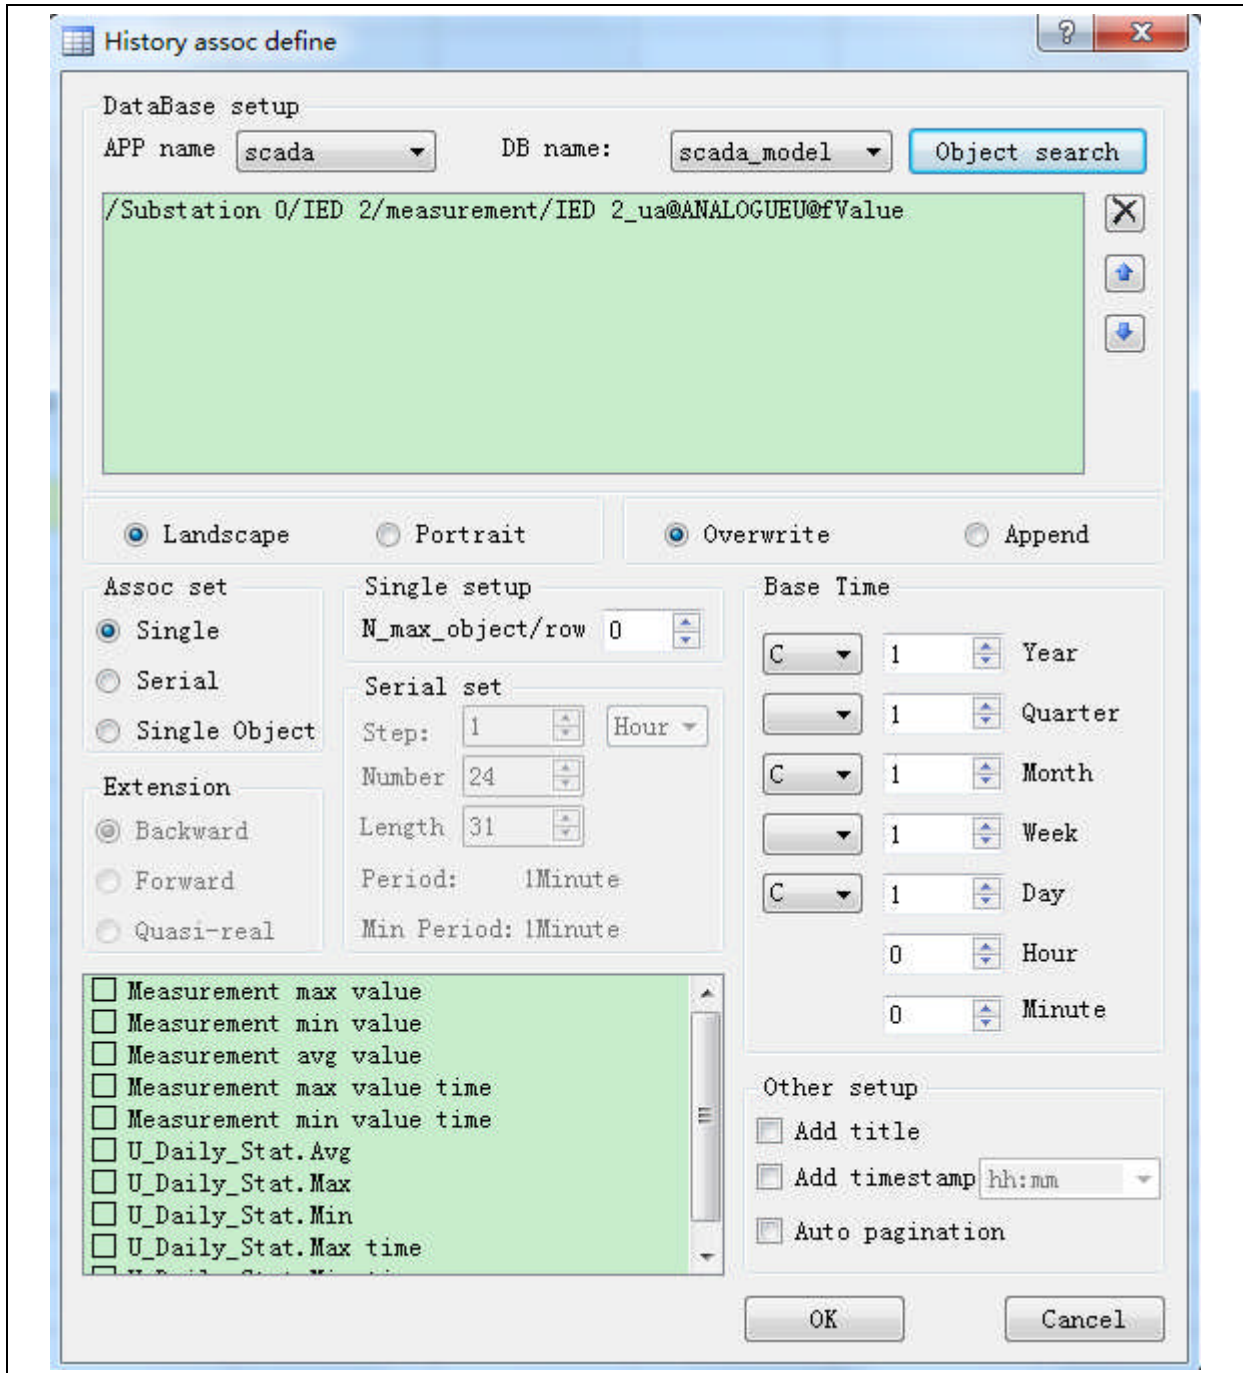 History assoc define
DataBase setup
APP name scada DB name: scada_model Object search
/Substation 0/IED 2/measurement/IED 2_ua@ANALOGUEU@fValue
Landscape Portrait Overwrite Append
Assoc set
Single
Serial
Single Object
Single setup
N_max_object/row 0
Serial set
Step: 1 Hour
Number 24
Length 31
Period: 1Minute
Min Period: 1Minute
Extension
Backward
Forward
Quasi-real
Base Time
C 1 Year
1 Quarter
C 1 Month
1 Week
C 1 Day
0 Hour
0 Minute
Measurement max value
Measurement min value
Measurement avg value
Measurement max value time
Measurement min value time
U_Daily_Stat.Avg
U_Daily_Stat.Max
U_Daily_Stat.Min
U_Daily_Stat.Max time
Other setup
Add title
Add timestamp hh:mm
Auto pagination
OK Cancel